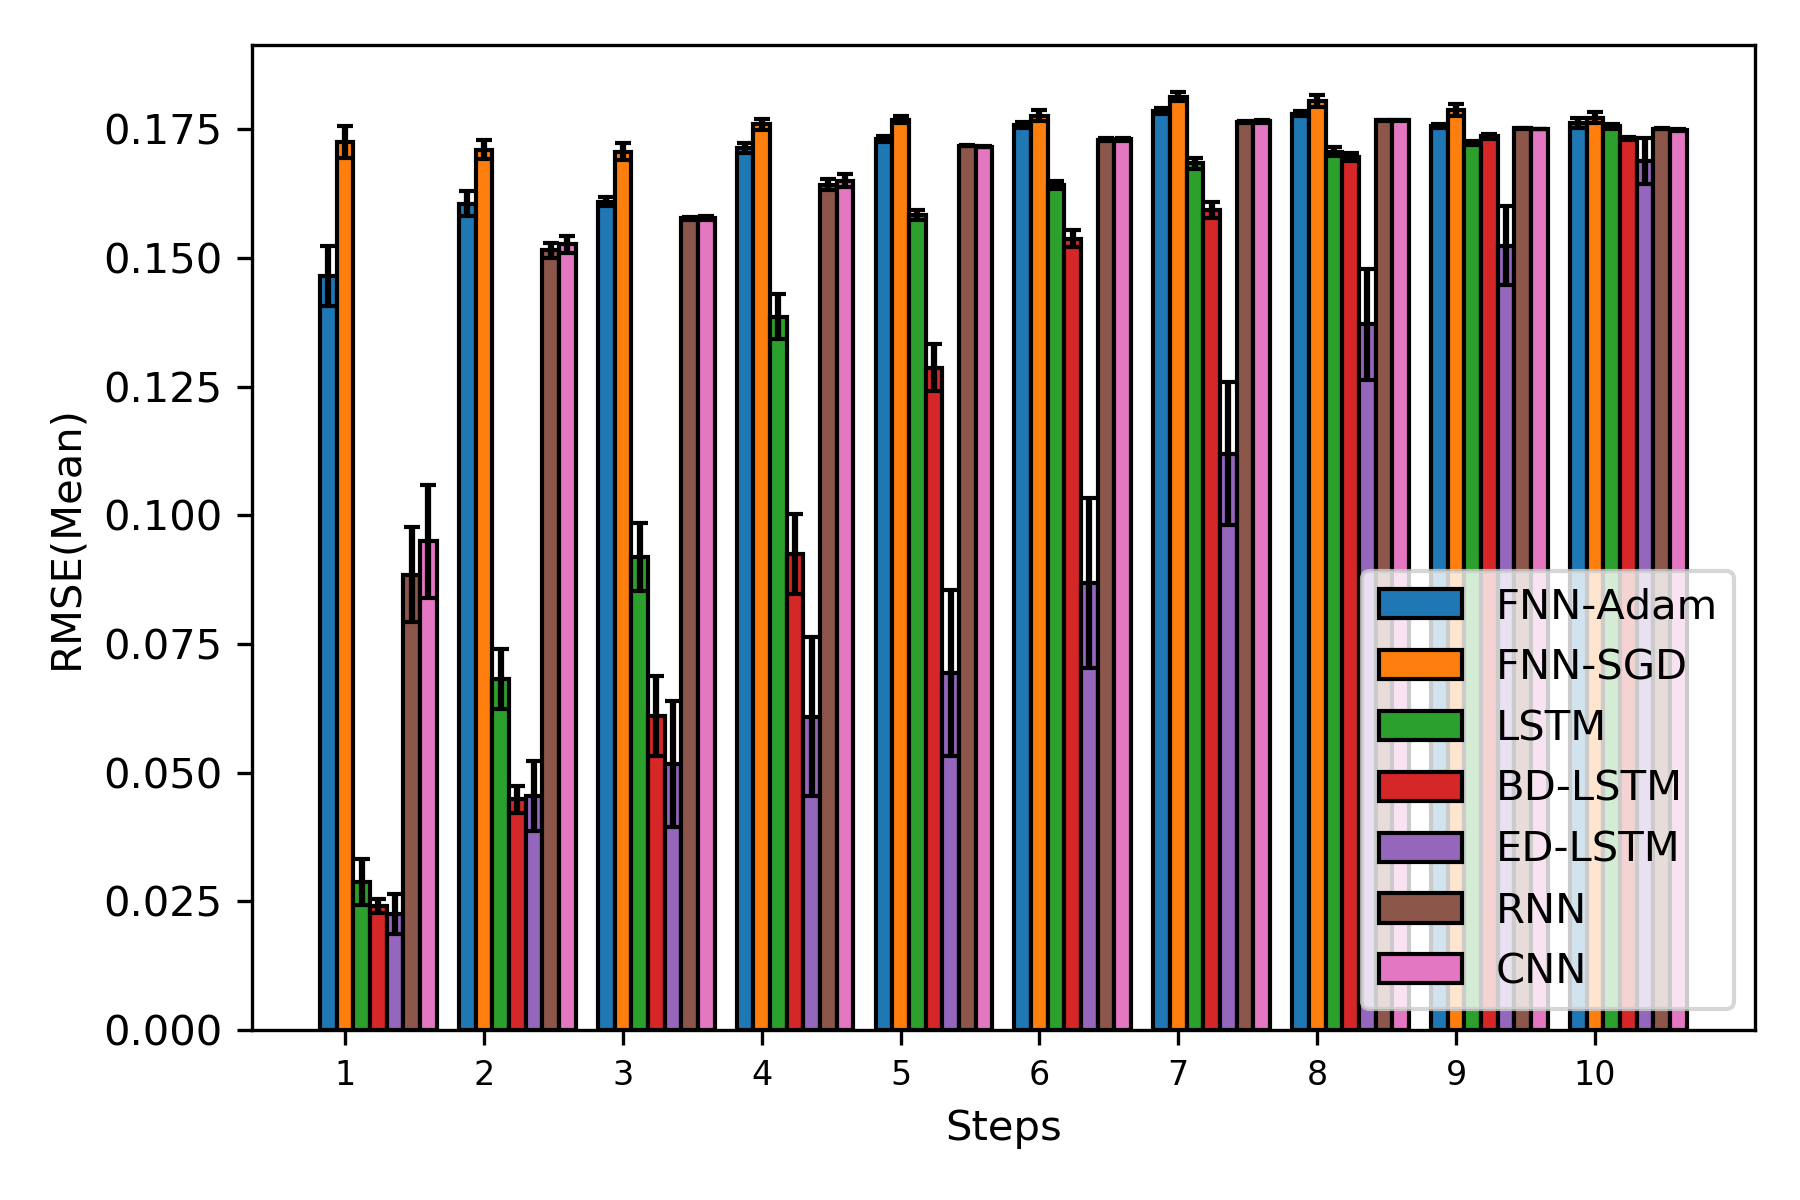 0.175
0.150
0.125
0.100
0.075
0.050
0.025
0.000
RMSE(Mean)
1 2 3 4 5 6 7 8 9 10
Steps
FNN-Adam
FNN-SGD
LSTM
BD-LSTM
ED-LSTM
RNN
CNN